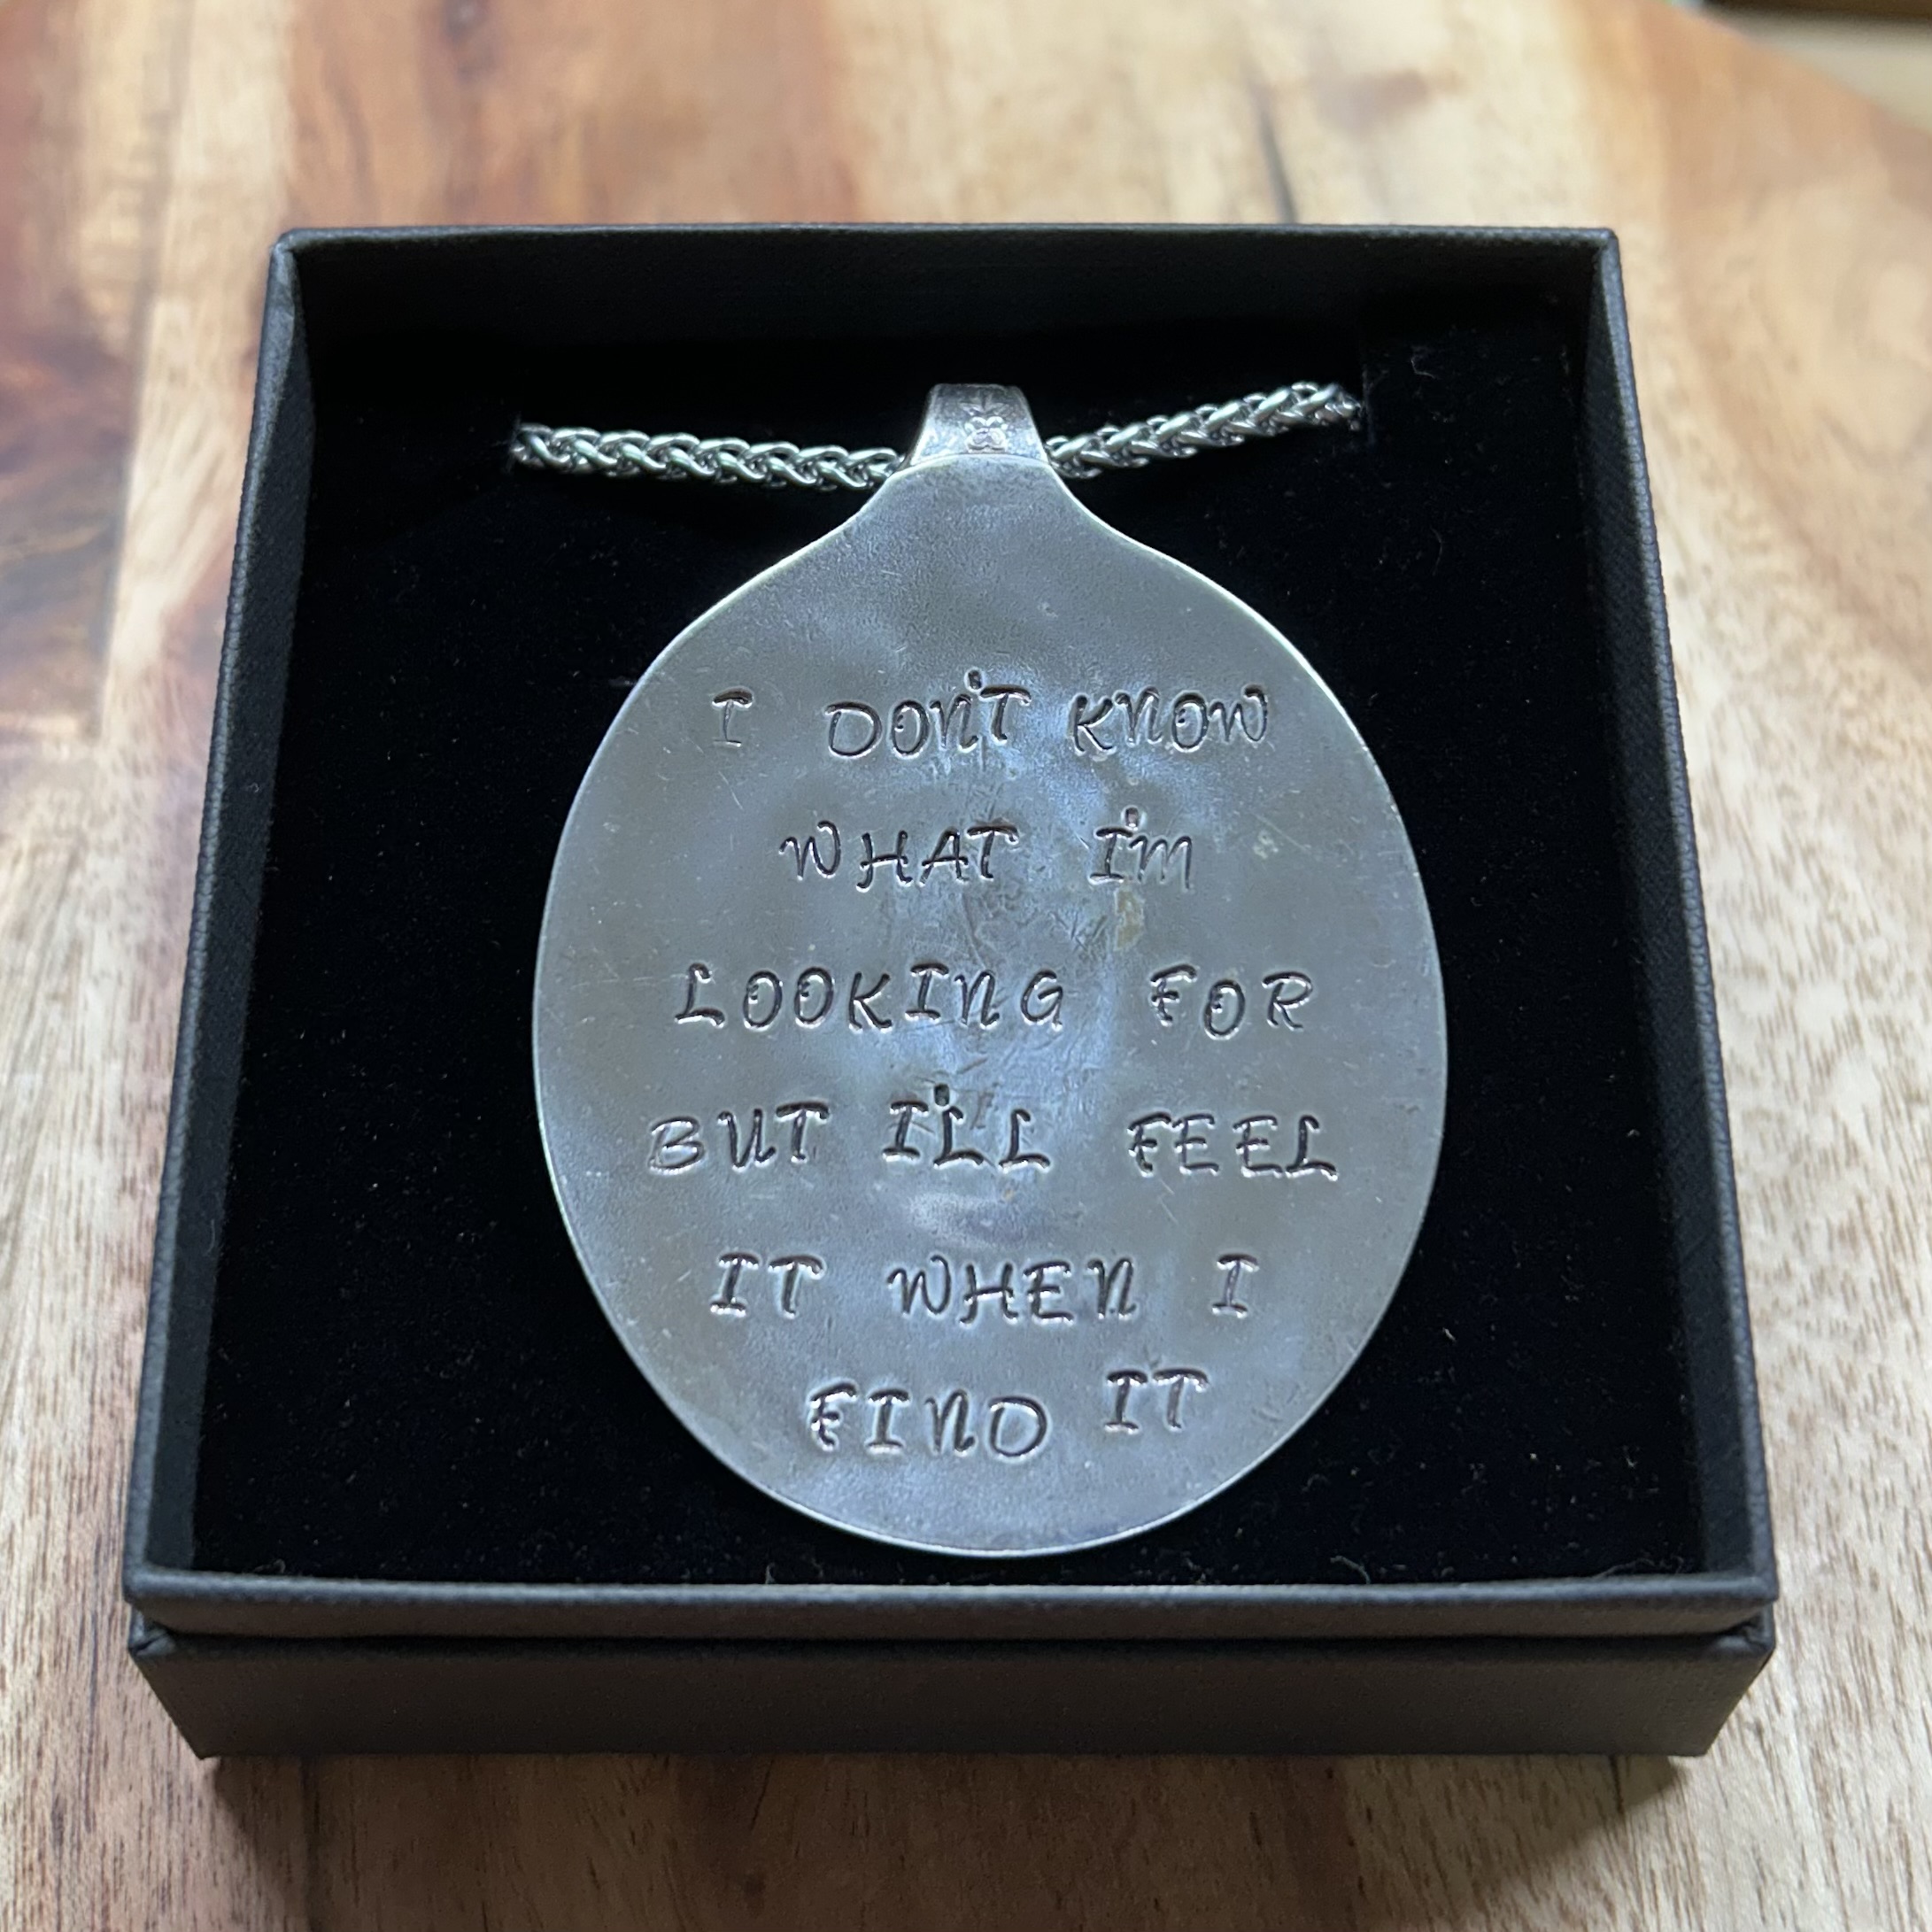 I DON'T KNOW
WHAT I'M
LOOKING FOR
BUT I'LL FEEL
IT WHEN I
FIND IT